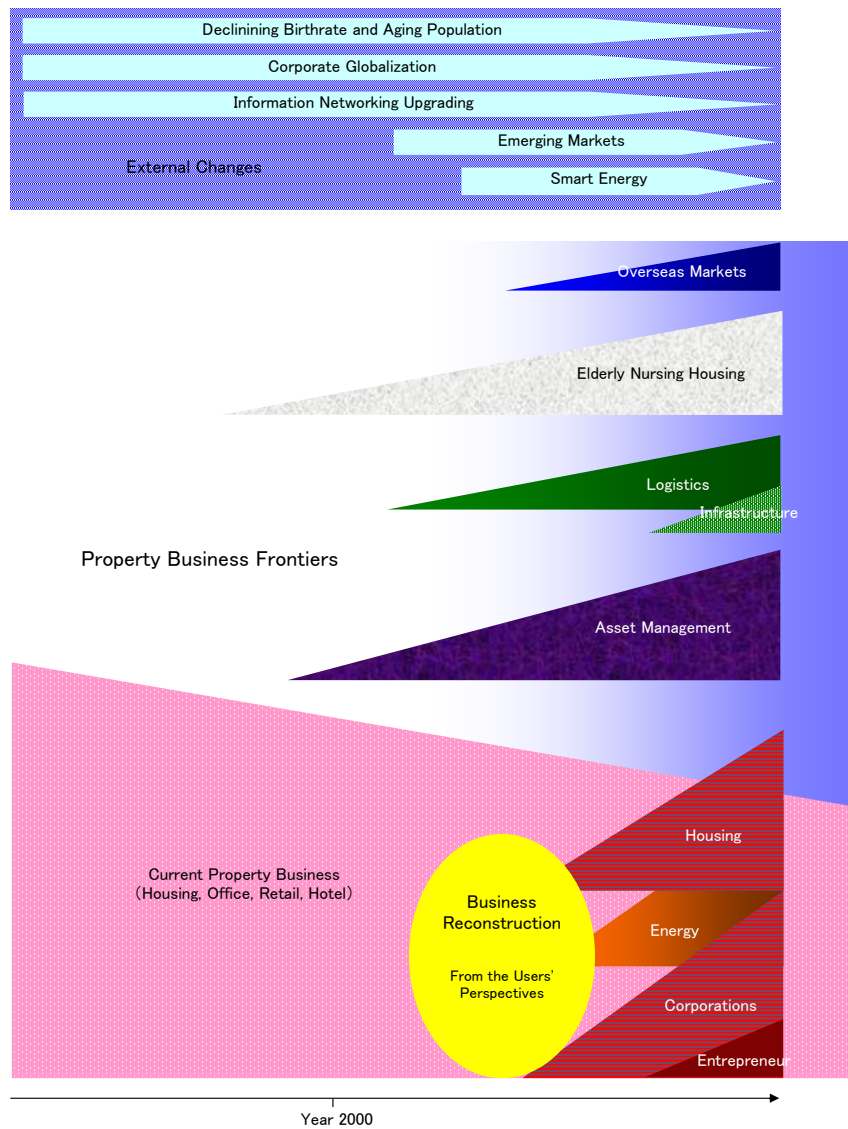 Declinining Birthrate and Aging Population
Corporate Globalization
Information Networking Upgrading
Emerging Markets
External Changes
Smart Energy
Overseas Markets
Elderly Nursing Housing
Logistics
Infrastructure
Property Business Frontiers
Asset Management
Housing
Current Property Business
（Housing, Office, Retail, Hotel）
Business
Reconstruction
From the Users'
Perspectives
Energy
Corporations
Entrepreneur
Year 2000